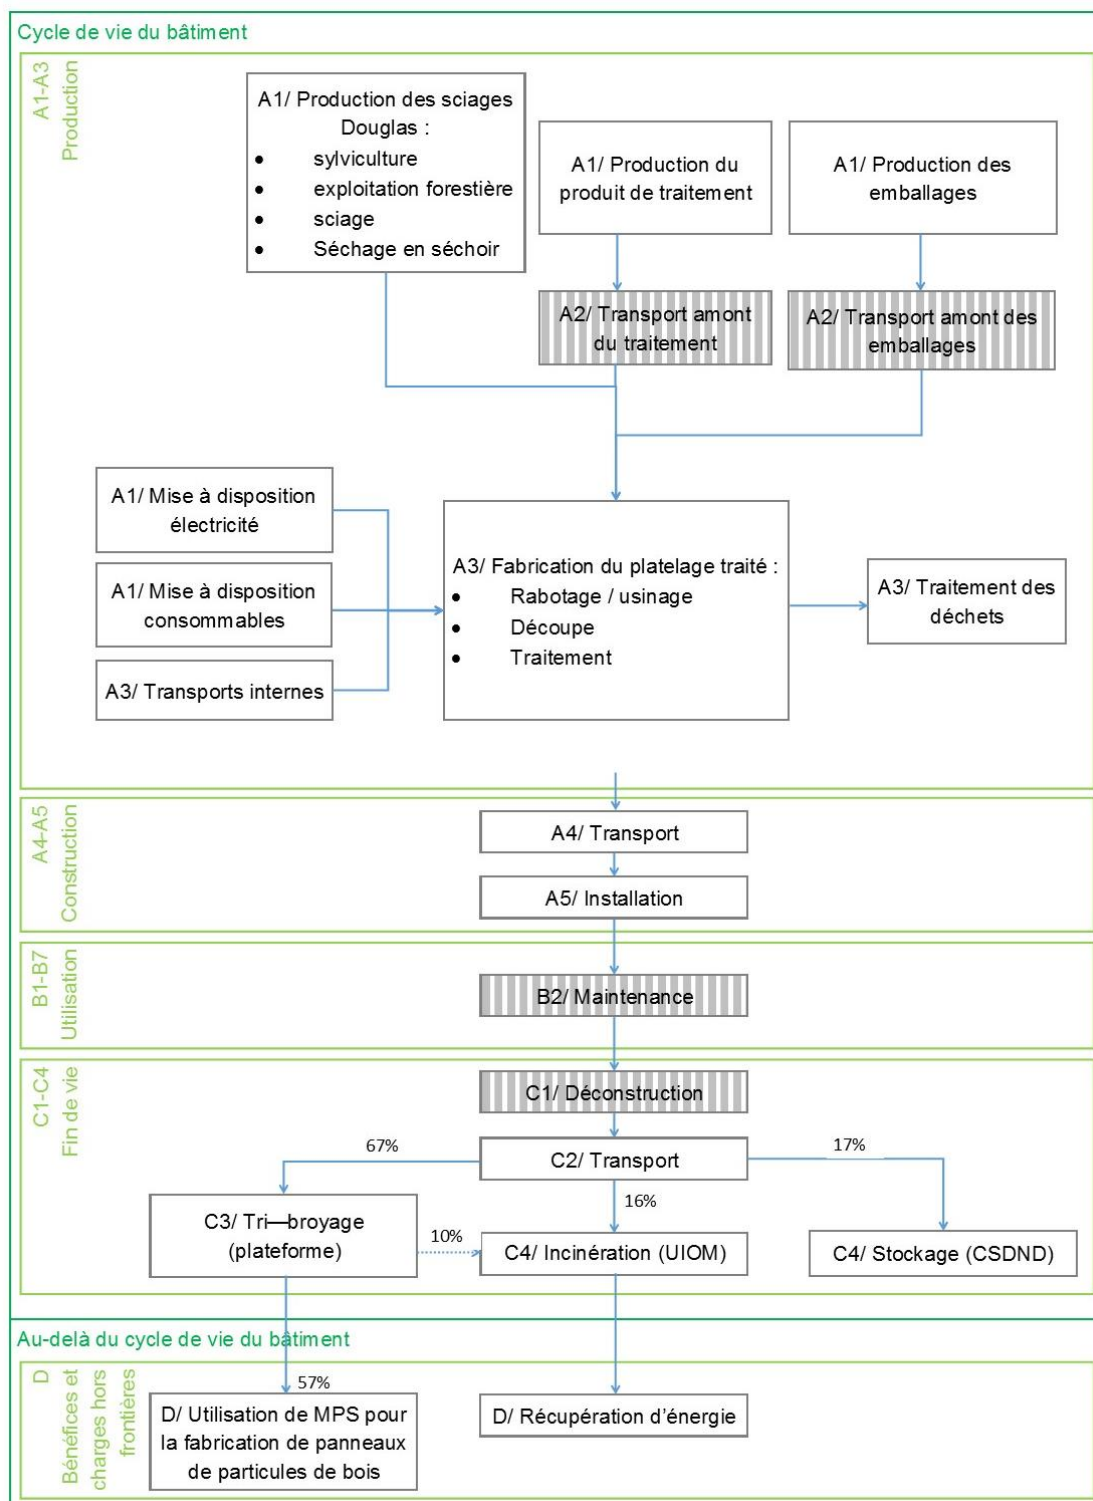 Cycle de vie du bâtiment
A1-A3
Production
A1/ Production des sciages
Douglas :
• sylviculture
• exploitation forestière
• sciage
• Séchage en séchoir
A1/ Production du
produit de traitement
A1/ Production des
emballages
A2/ Transport amont
du traitement
A2/ Transport amont des
emballages
A1/ Mise à disposition
électricité
A1/ Mise à disposition
consommables
A3/ Transports internes
A3/ Fabrication du platelage traité :
• Rabotage / usinage
• Découpe
• Traitement
A3/ Traitement des
déchets
A4-A5
Construction
A4/ Transport
A5/ Installation
B1-B7
Utilisation
B2/ Maintenance
C1-C4
Fin de vie
C1/ Déconstruction
67%
C2/ Transport
17%
16%
C3/ Tri—broyage
(plateforme)
10%
C4/ Incinération (UIOM)
C4/ Stockage (CSDND)
Au-delà du cycle de vie du bâtiment
D
Bénéfices et
charges hors
frontières
57%
D/ Utilisation de MPS pour
la fabrication de panneaux
de particules de bois
D/ Récupération d'énergie